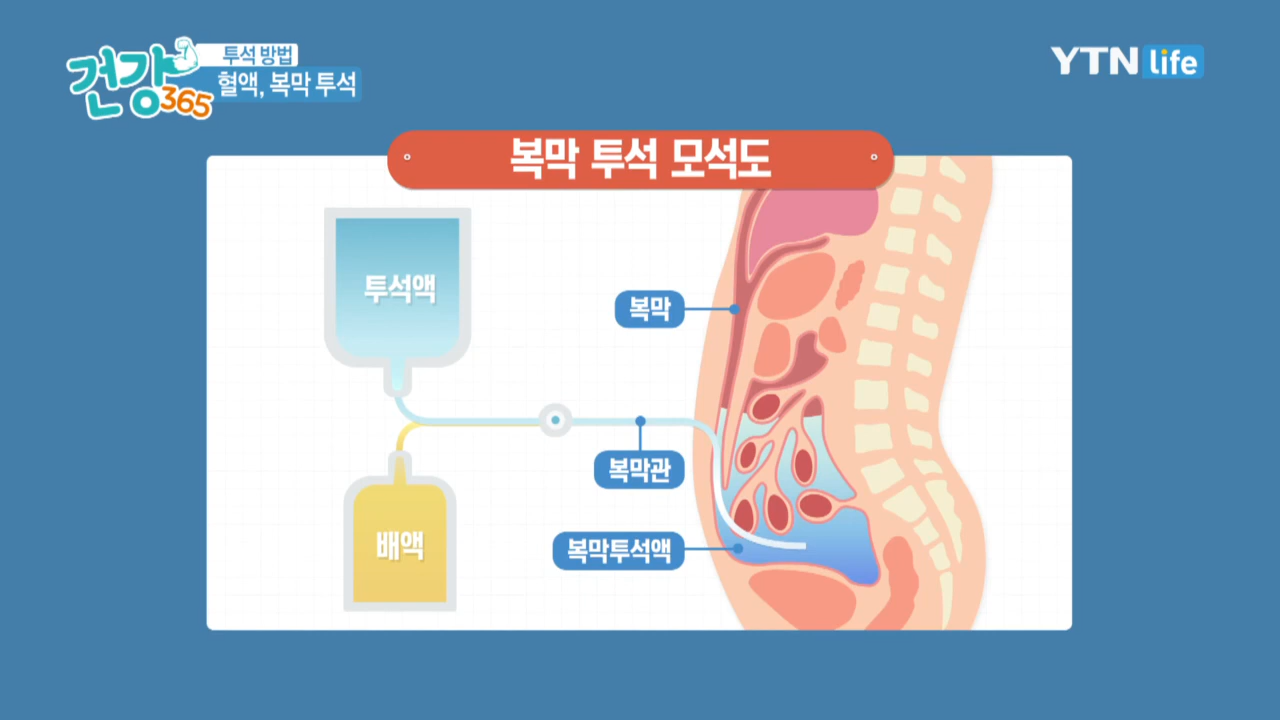 건강365
투석 방법
혈액, 복막 투석
YTN life
복막 투석 모석도
투석액
복막
복막관
배액
복막투석액